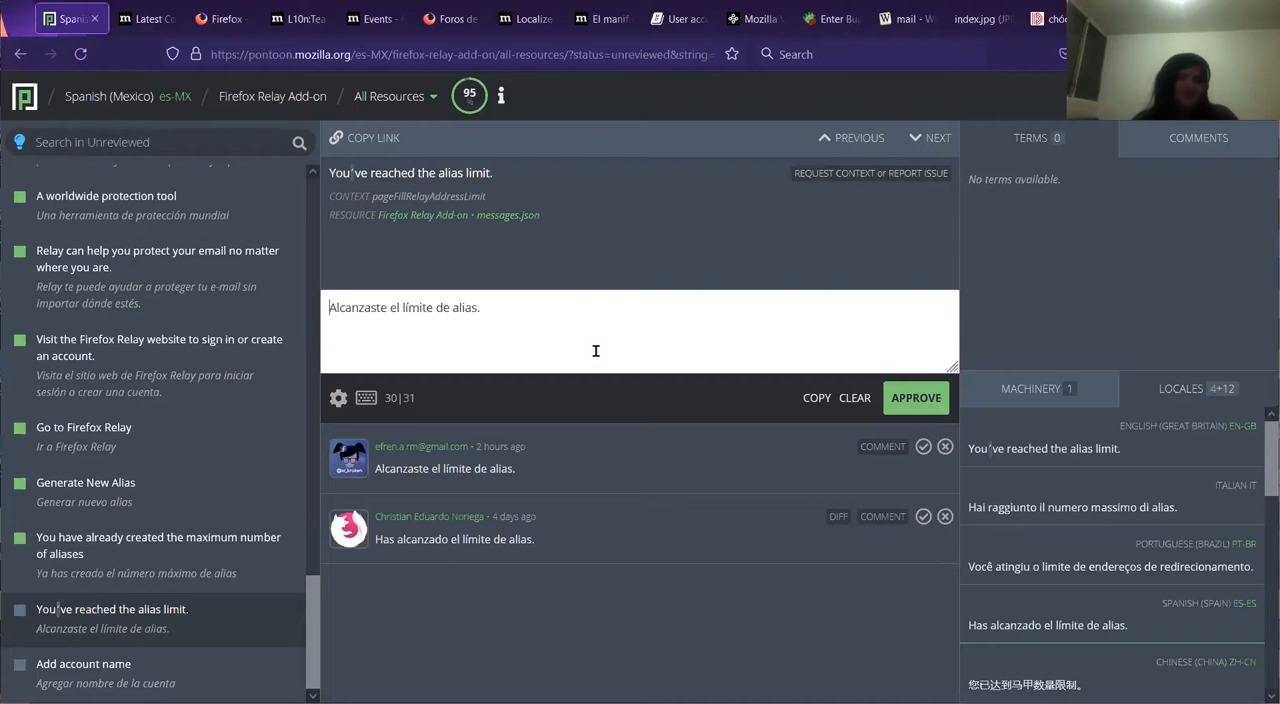 Spani
Latest Co
Firefox -
L10n:Tea
Events -
Foros de
Localize
El manif
User acc
Mozilla
Enter Bu
mail - W
index.jpg (JP
chó
https://pontoon.mozilla.org/es-MX/firefox-relay-add-on/all-resources/?status=unreviewed&string=
Search
/ Spanish (Mexico) es-MX / Firefox Relay Add-on / All Resources
95
%
Search in Unreviewed
A worldwide protection tool
Una herramienta de protección mundial
Relay can help you protect your email no matter
where you are.
Relay te puede ayudar a proteger tu e-mail sin
importar dónde estés.
Visit the Firefox Relay website to sign in or create
an account.
Visita el sitio web de Firefox Relay para iniciar
sesión o crear una cuenta.
Go to Firefox Relay
Ir a Firefox Relay
Generate New Alias
Generar nuevo alias
You have already created the maximum number
of aliases
Ya has creado el número máximo de alias
You've reached the alias limit.
Alcanzaste el límite de alias.
Add account name
Agregar nombre de la cuenta
COPY LINK
PREVIOUS
NEXT
You've reached the alias limit.
REQUEST CONTEXT or REPORT ISSUE
CONTEXT pageFillRelayAddressLimit
RESOURCE Firefox Relay Add-on • messages.json
Alcanzaste el límite de alias.
30|31
COPY
CLEAR
APPROVE
efren.a.rm@gmail.com • 2 hours ago
COMMENT
Alcanzaste el límite de alias.
Christian Eduardo Noriega • 4 days ago
DIFF
COMMENT
Has alcanzado el límite de alias.
TERMS 0
COMMENTS
No terms available.
MACHINERY 1
LOCALES 4+12
ENGLISH (GREAT BRITAIN) EN-GB
You've reached the alias limit.
ITALIAN IT
Hai raggiunto il numero massimo di alias.
PORTUGUESE (BRAZIL) PT-BR
Você atingiu o limite de endereços de redirecionamento.
SPANISH (SPAIN) ES-ES
Has alcanzado el límite de alias.
CHINESE (CHINA) ZH-CN
您已达到马甲数量限制。